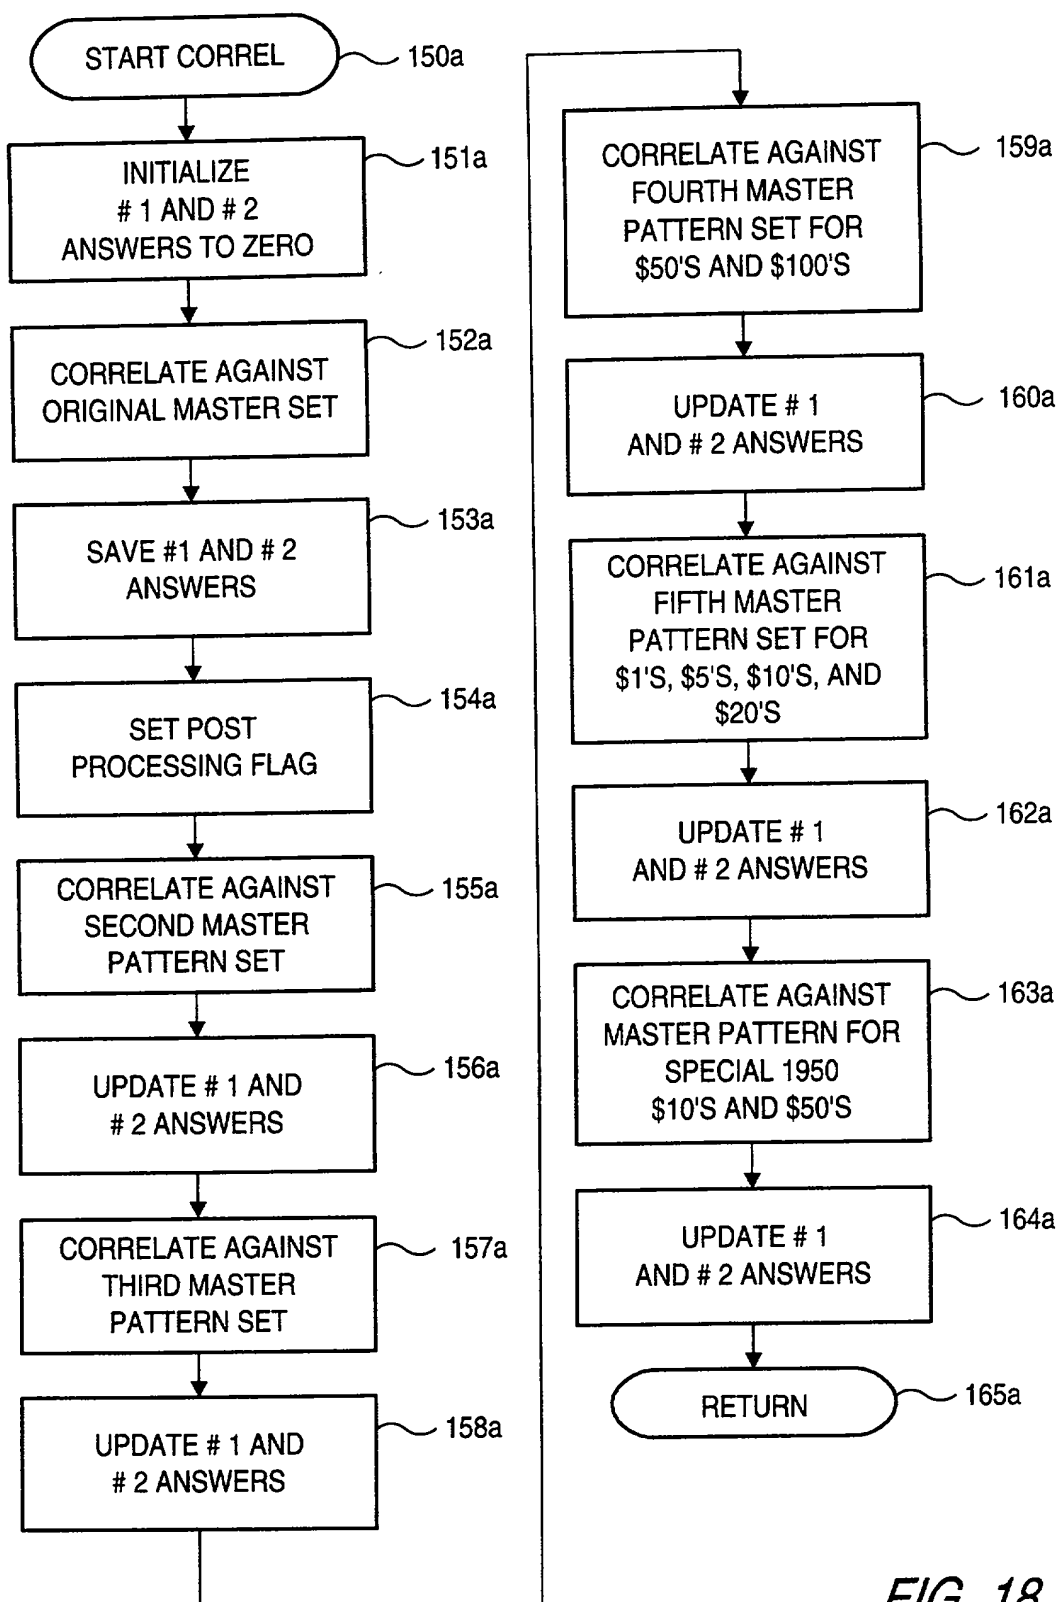 START CORREL
150a
INITIALIZE
# 1 AND # 2
ANSWERS TO ZERO
151a
CORRELATE AGAINST
ORIGINAL MASTER SET
152a
SAVE #1 AND # 2
ANSWERS
153a
SET POST
PROCESSING FLAG
154a
CORRELATE AGAINST
SECOND MASTER
PATTERN SET
155a
UPDATE # 1 AND
# 2 ANSWERS
156a
CORRELATE AGAINST
THIRD MASTER
PATTERN SET
157a
UPDATE # 1 AND
# 2 ANSWERS
158a
CORRELATE AGAINST
FOURTH MASTER
PATTERN SET FOR
$50'S AND $100'S
159a
UPDATE # 1
AND # 2 ANSWERS
160a
CORRELATE AGAINST
FIFTH MASTER
PATTERN SET FOR
$1'S, $5'S, $10'S, AND
$20'S
161a
UPDATE # 1
AND # 2 ANSWERS
162a
CORRELATE AGAINST
MASTER PATTERN FOR
SPECIAL 1950
$10'S AND $50'S
163a
UPDATE # 1
AND # 2 ANSWERS
164a
RETURN
165a
FIG. 18